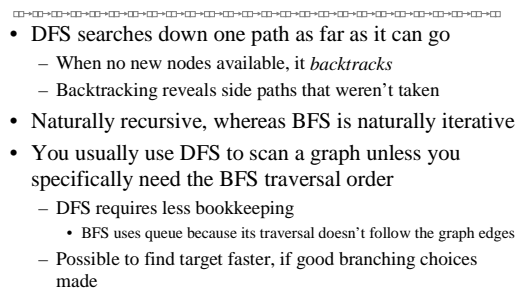 • DFS searches down one path as far as it can go
– When no new nodes available, it backtracks
– Backtracking reveals side paths that weren't taken
• Naturally recursive, whereas BFS is naturally iterative
• You usually use DFS to scan a graph unless you
specifically need the BFS traversal order
– DFS requires less bookkeeping
• BFS uses queue because its traversal doesn't follow the graph edges
– Possible to find target faster, if good branching choices
made